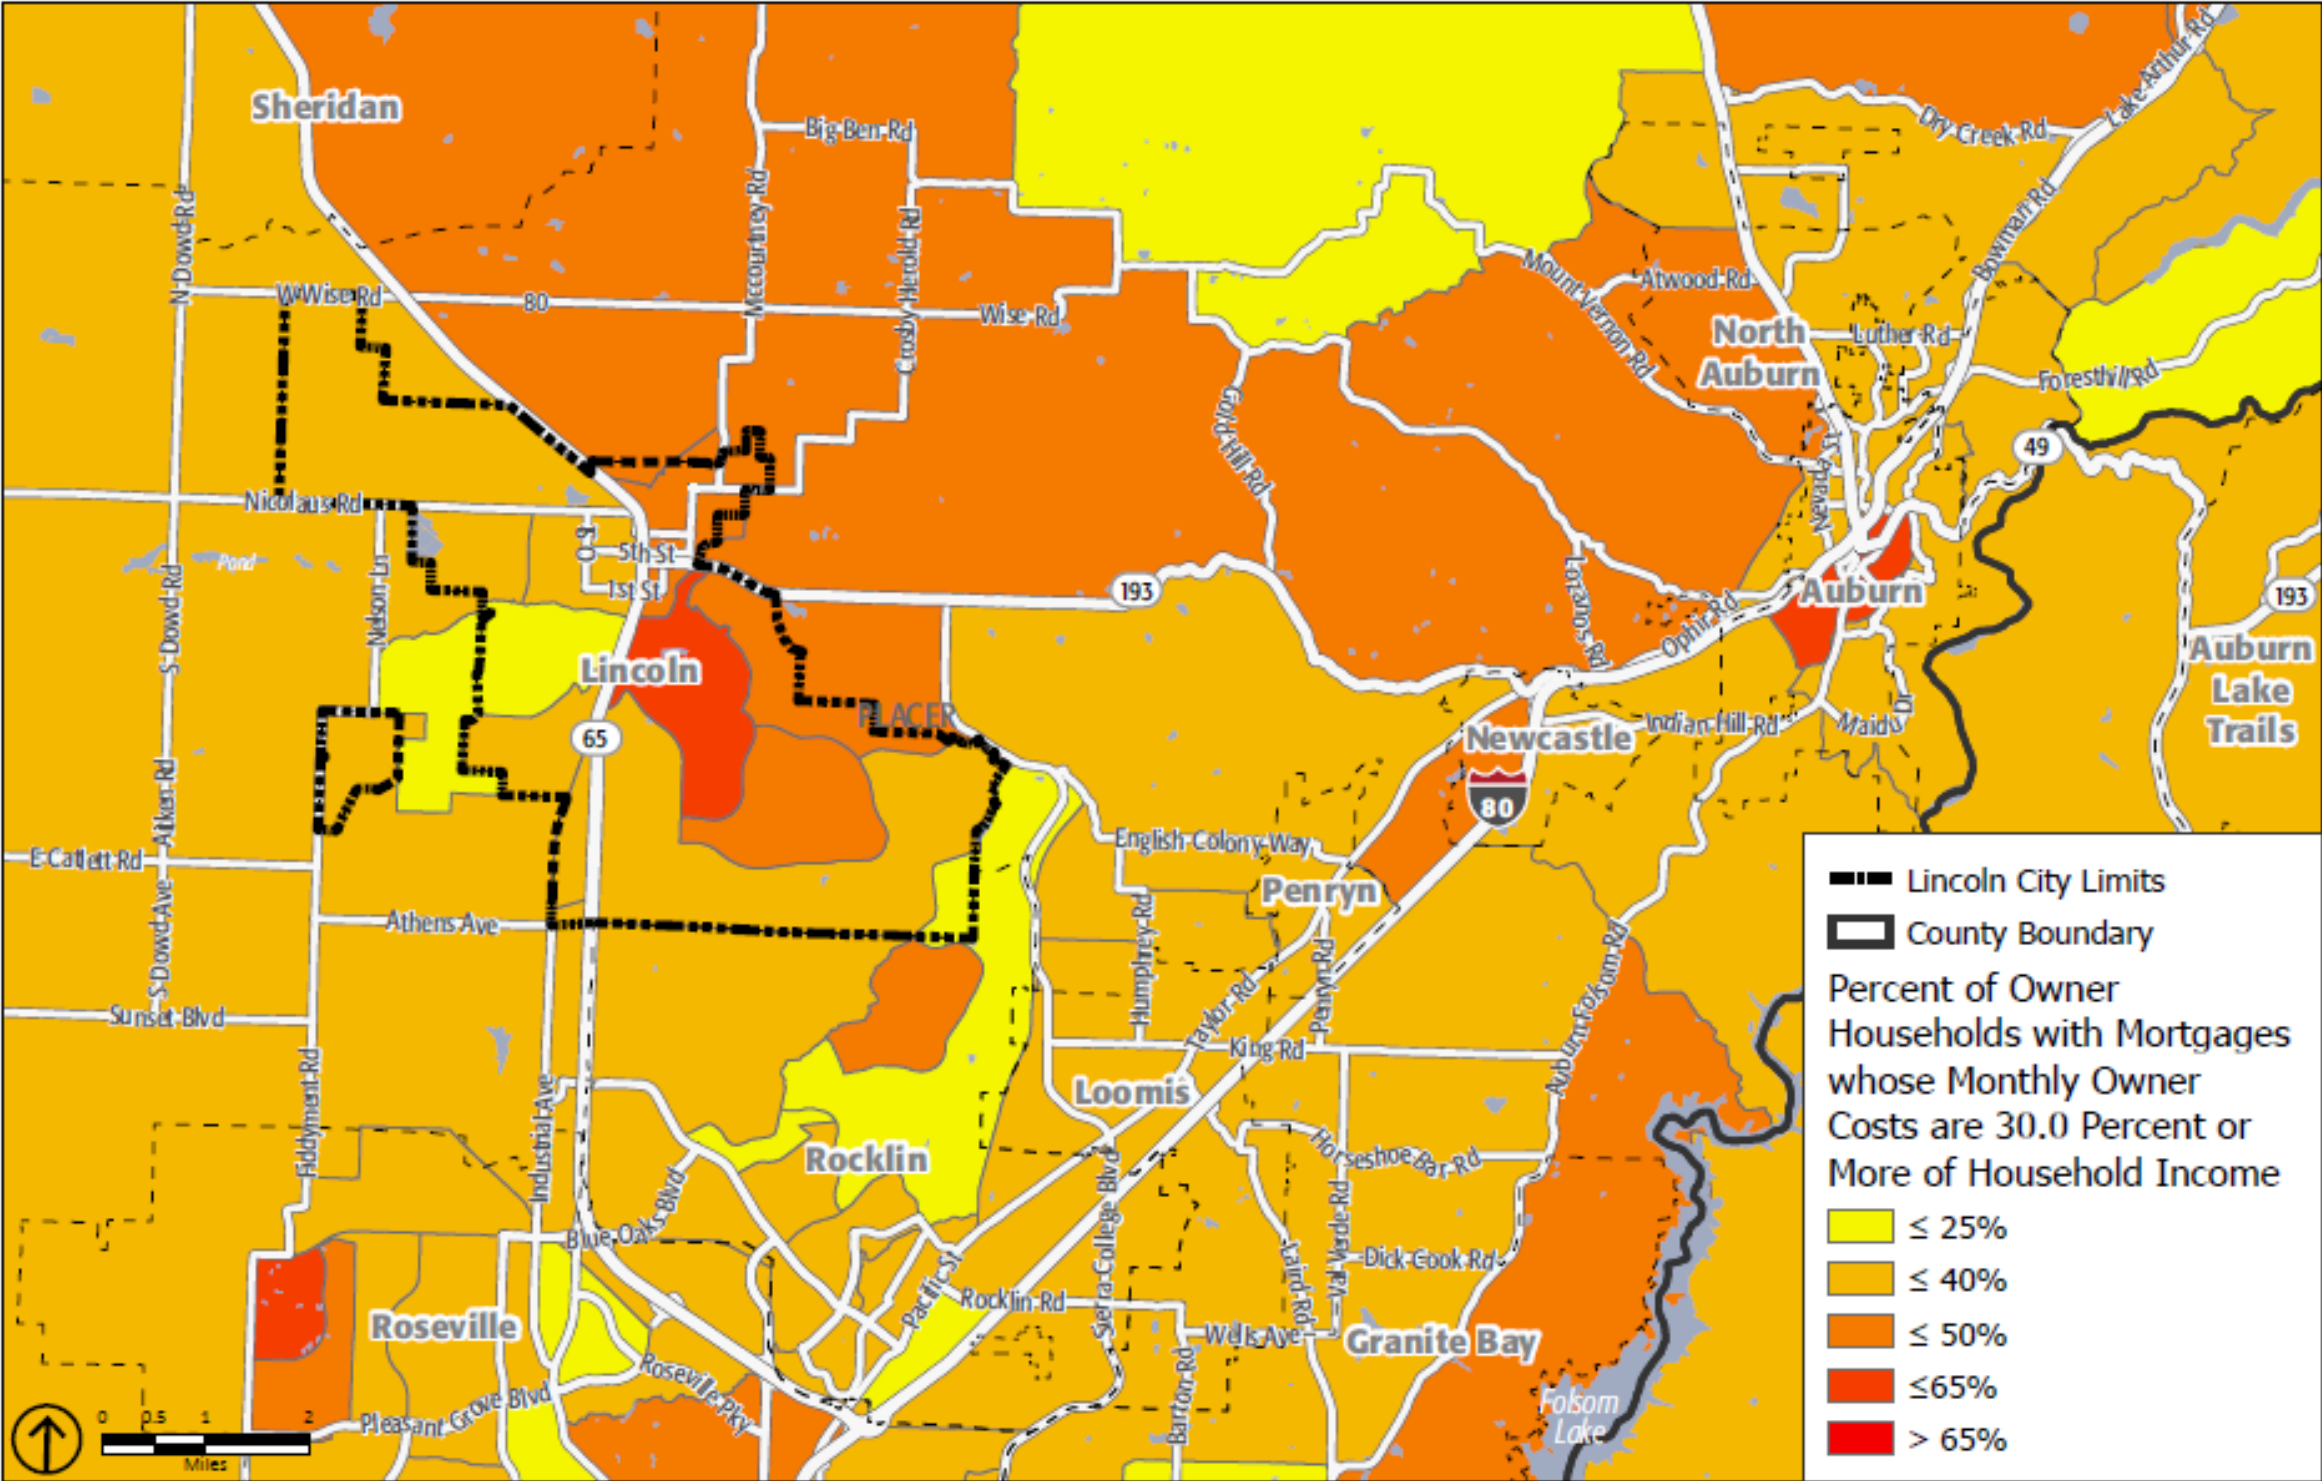 Sheridan
Big Ben Rd
Dry Creek Rd
Lake Arthur Rd
N Dowd Rd
Mccourtney Rd
Crosby Herold Rd
Bowman Rd
W Wise Rd
80
Wise Rd
Mount Vernon Rd
Atwood Rd
North
Auburn
Luther Rd
Foresthill Rd
Gold Hill Rd
49
Nevada St
Nicolaus Rd
O St
5th St
1st St
Pond
193
Lozanos Rd
Ophir Rd
Auburn
193
S Dowd Rd
Nelson Ln
Lincoln
PLACER
65
Newcastle
Indian Hill Rd
Maidu Dr
Auburn
Lake
Trails
80
Aitken Rd
E Catlett Rd
English Colony Way
Penryn
Athens Ave
S Dowd Ave
Humphrey Rd
Penryn Rd
Taylor Rd
Auburn Folsom Rd
Sunset Blvd
King Rd
Fiddyment Rd
Industrial Ave
Loomis
Rocklin
Horseshoe Bar Rd
Blue Oaks Blvd
Sierra College Blvd
Laird Rd
Val Verde Rd
Dick Cook Rd
Pacific St
Rocklin Rd
Wells Ave
Roseville
Granite Bay
Roseville Pky
Barton Rd
Pleasant Grove Blvd
Folsom
Lake
0 0.5 1 2
Miles
Lincoln City Limits
County Boundary
Percent of Owner
Households with Mortgages
whose Monthly Owner
Costs are 30.0 Percent or
More of Household Income
≤ 25%
≤ 40%
≤ 50%
≤65%
> 65%